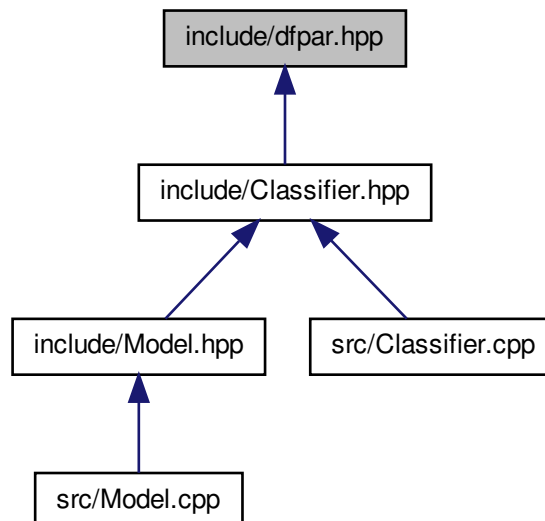 include/dfpar.hpp
include/Classifier.hpp
include/Model.hpp
src/Classifier.cpp
src/Model.cpp